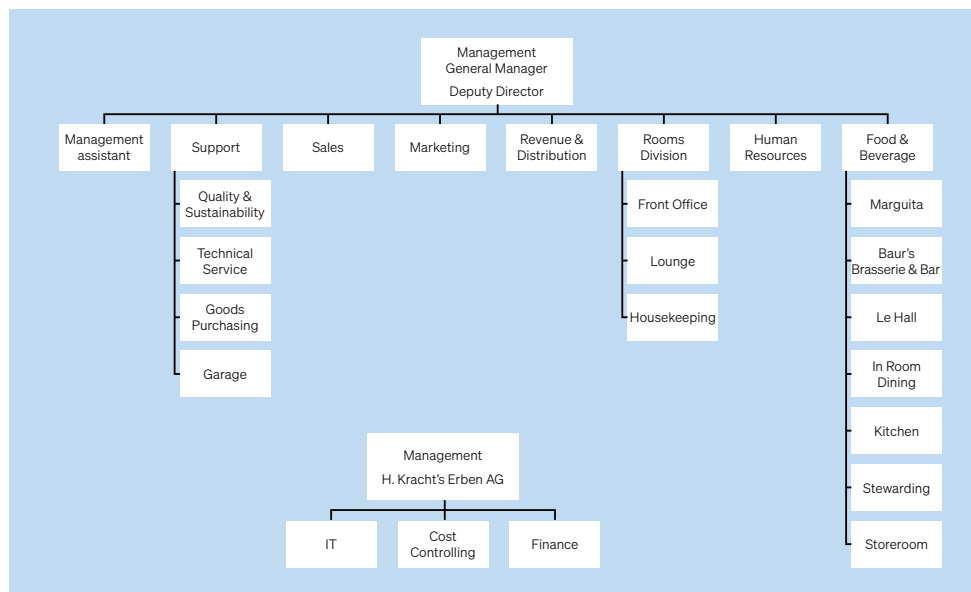 Management
General Manager
Deputy Director
Management
assistant
Support
Sales
Marketing
Revenue &
Distribution
Rooms
Division
Human
Resources
Food &
Beverage
Quality &
Sustainability
Technical
Service
Goods
Purchasing
Garage
Front Office
Lounge
Housekeeping
Marguita
Baur’s
Brasserie & Bar
Le Hall
In Room
Dining
Kitchen
Stewarding
Storeroom
Management
H. Kracht’s Erben AG
IT
Cost
Controlling
Finance